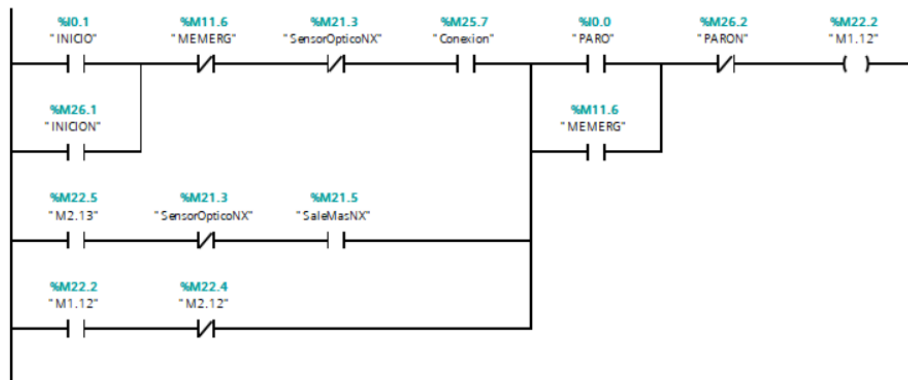 %I0.1 %M11.6 %M21.3 %M25.7 %I0.0 %M26.2 %M22.2
"INICIO" "MEMERG" "SensorOpticoNX" "Conexion" "PARO" "PARON" "M1.12"
%M26.1 %M11.6
"INICION" "MEMERG"
%M22.5 %M21.3 %M21.5
"M2.13" "SensorOpticoNX" "SaleMasNX"
%M22.2 %M22.4
"M1.12" "M2.12"